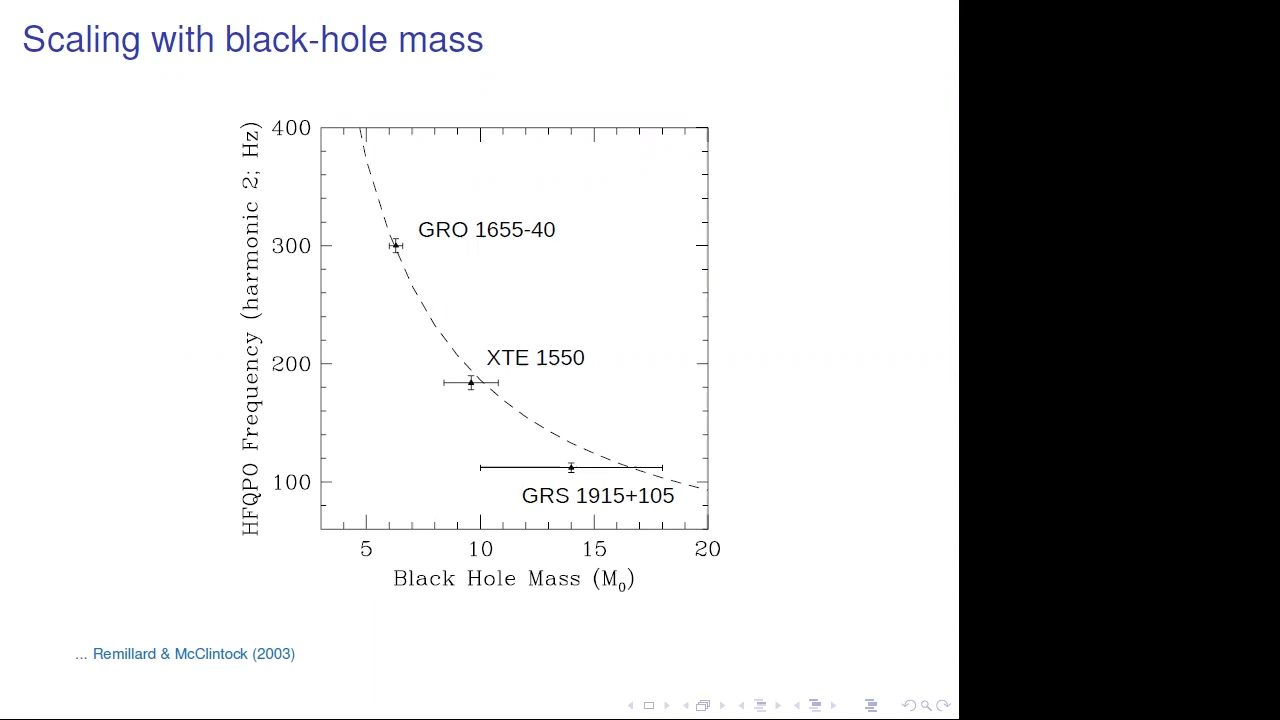 Scaling with black-hole mass
HFQPO Frequency (harmonic 2; Hz)
400
300
200
100
GRO 1655-40
XTE 1550
GRS 1915+105
5 10 15 20
Black Hole Mass (M0)
... Remillard & McClintock (2003)